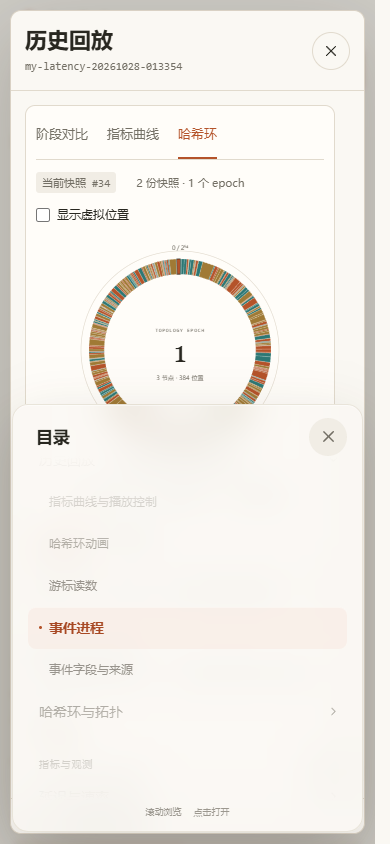 历史回放
my-latency-20261028-013354
阶段对比 指标曲线 哈希环
当前快照 #34 2 份快照 · 1 个 epoch
显示虚拟位置
TOPOLOGY EPOCH
1
3 节点 · 384 位置
目录
指标曲线与播放控制
哈希环动画
游标读数
事件进程
事件字段与来源
哈希环与拓扑
指标与观测
滚动浏览 点击打开